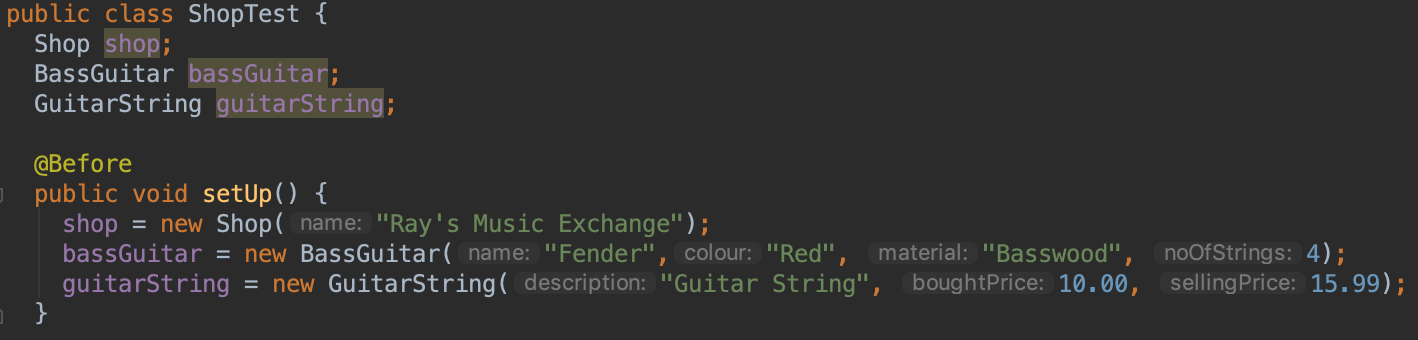 public class ShopTest {
  Shop shop;
  BassGuitar bassGuitar;
  GuitarString guitarString;

  @Before
  public void setUp() {
    shop = new Shop( name: "Ray's Music Exchange");
    bassGuitar = new BassGuitar( name: "Fender", colour: "Red", material: "Basswood", noOfStrings: 4);
    guitarString = new GuitarString( description: "Guitar String", boughtPrice: 10.00, sellingPrice: 15.99);
  }